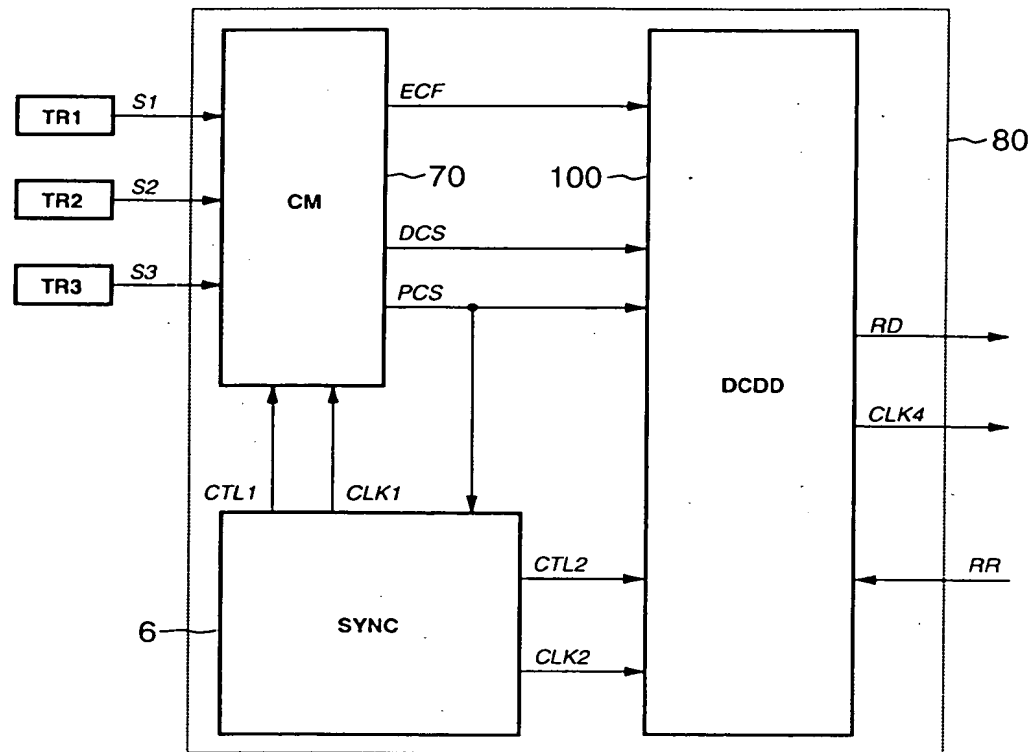 TR1
S1
TR2
S2
TR3
S3
CM
70
ECF
DCS
PCS
100
DCDD
80
RD
CLK4
RR
CTL1
CLK1
SYNC
6
CTL2
CLK2